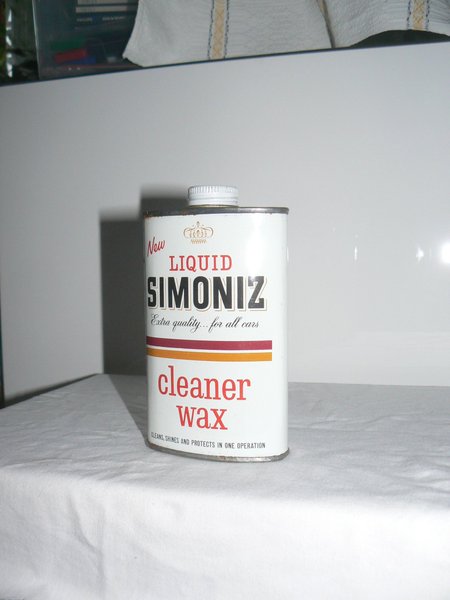 New
LIQUID
SIMONIZ
Extra quality...for all cars
cleaner
wax
CLEANS, SHINES AND PROTECTS IN ONE OPERATION